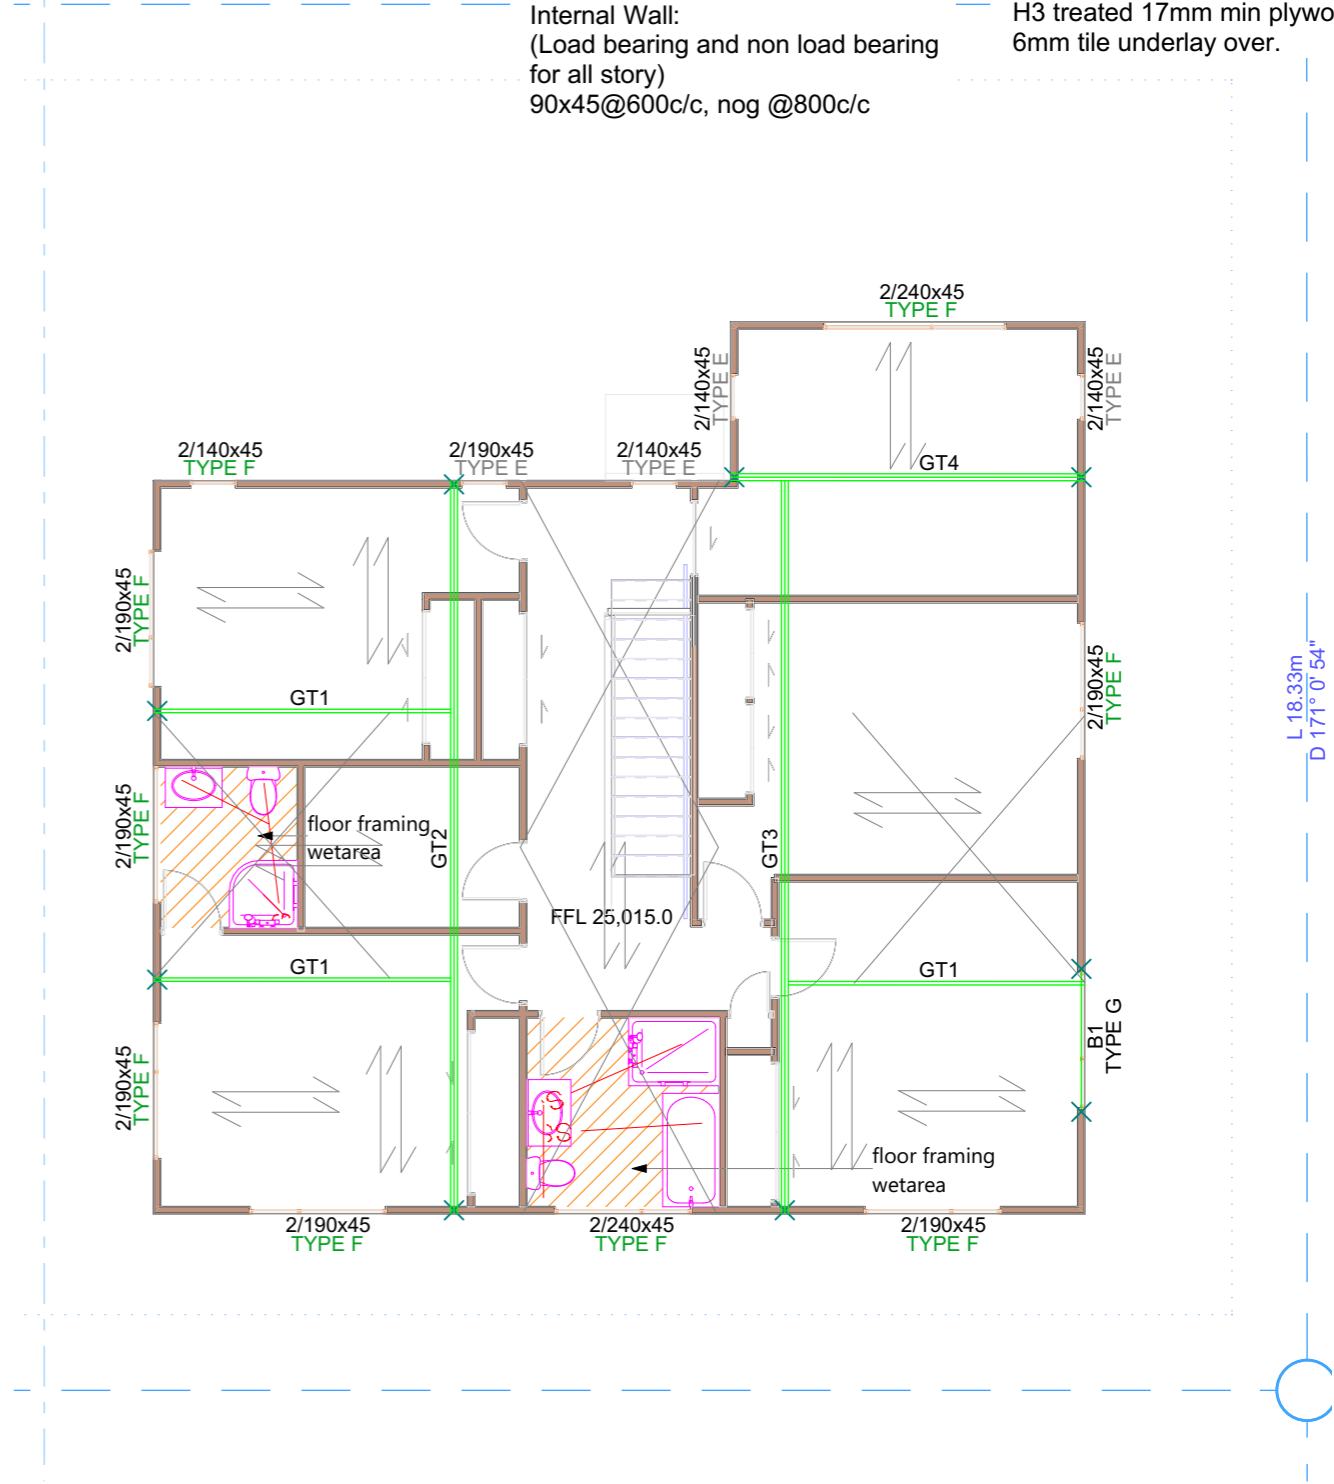 Internal Wall:
(Load bearing and non load bearing
for all story)
90x45@600c/c, nog @800c/c
H3 treated 17mm min plywo
6mm tile underlay over.
2/240x45
TYPE F
2/140x45
TYPE E
2/140x45
TYPE E
2/140x45
TYPE F
2/190x45
TYPE E
2/140x45
TYPE E
GT4
2/190x45
TYPE F
GT1
2/190x45
TYPE F
L 18.33m
D 171° 0' 54"
2/190x45
TYPE F
floor framing
wetarea
GT2
GT3
FFL 25,015.0
GT1
GT1
B1
TYPE G
2/190x45
TYPE F
S
S
floor framing
wetarea
2/190x45
TYPE F
2/240x45
TYPE F
2/190x45
TYPE F